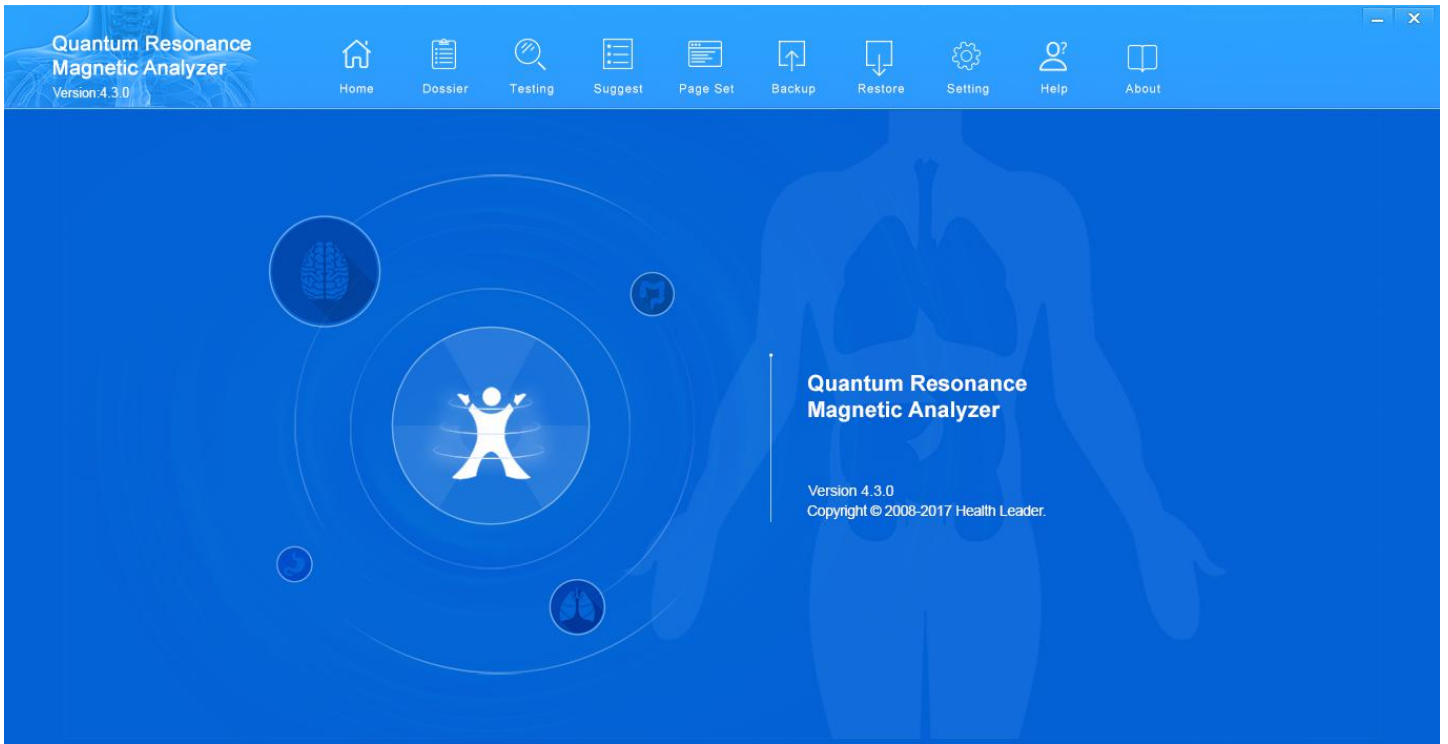 Quantum Resonance
Magnetic Analyzer
Version:4.3.0
Home
Dossier
Testing
Suggest
Page Set
Backup
Restore
Setting
Help
About
Quantum Resonance
Magnetic Analyzer
Version 4.3.0
Copyright © 2008-2017 Health Leader.